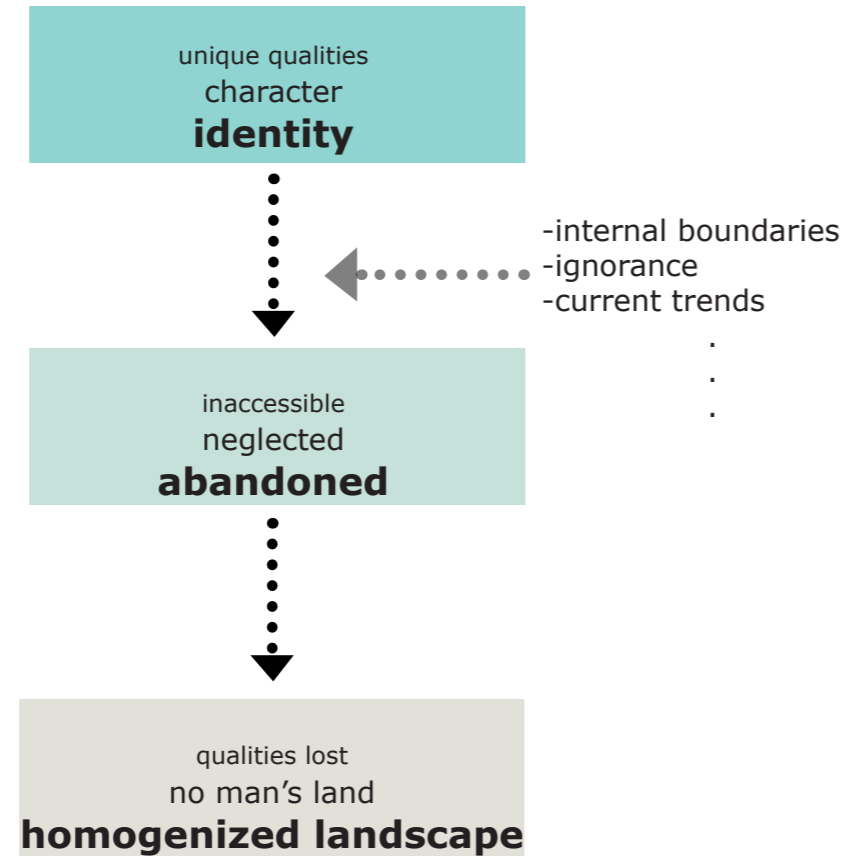 unique qualities
character
identity
-internal boundaries
-ignorance
-current trends
.
.
.
inaccessible
neglected
abandoned
qualities lost
no man’s land
homogenized landscape